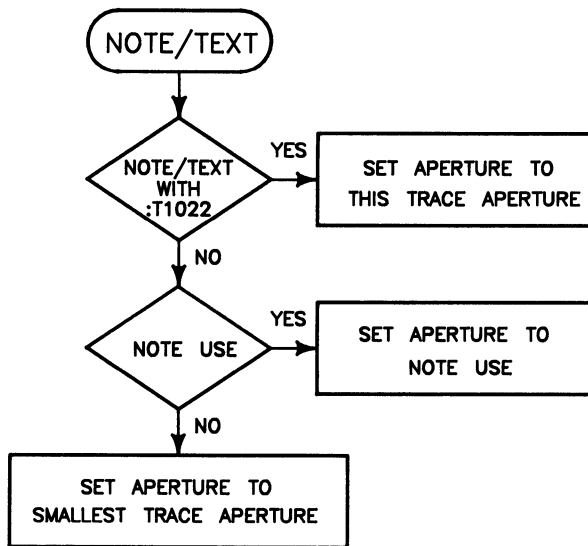 NOTE/TEXT
NOTE/TEXT
WITH
:T1022
YES
SET APERTURE TO
THIS TRACE APERTURE
NO
NOTE USE
YES
SET APERTURE TO
NOTE USE
NO
SET APERTURE TO
SMALLEST TRACE APERTURE